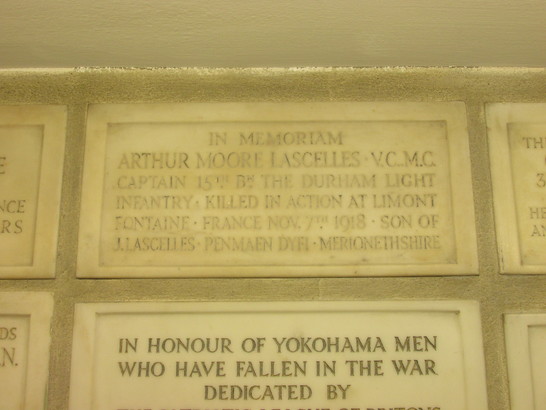 IN MEMORIAM
ARTHUR MOORE LASCELLES · V.C., M.C.
CAPTAIN 15TH BN THE DURHAM LIGHT
INFANTRY · KILLED IN ACTION AT LIMONT
FONTAINE · FRANCE NOV. 7TH 1918 · SON OF
J. LASCELLES · PENMAEN DYFI · MERIONETHSHIRE
IN HONOUR OF YOKOHAMA MEN
WHO HAVE FALLEN IN THE WAR
DEDICATED BY